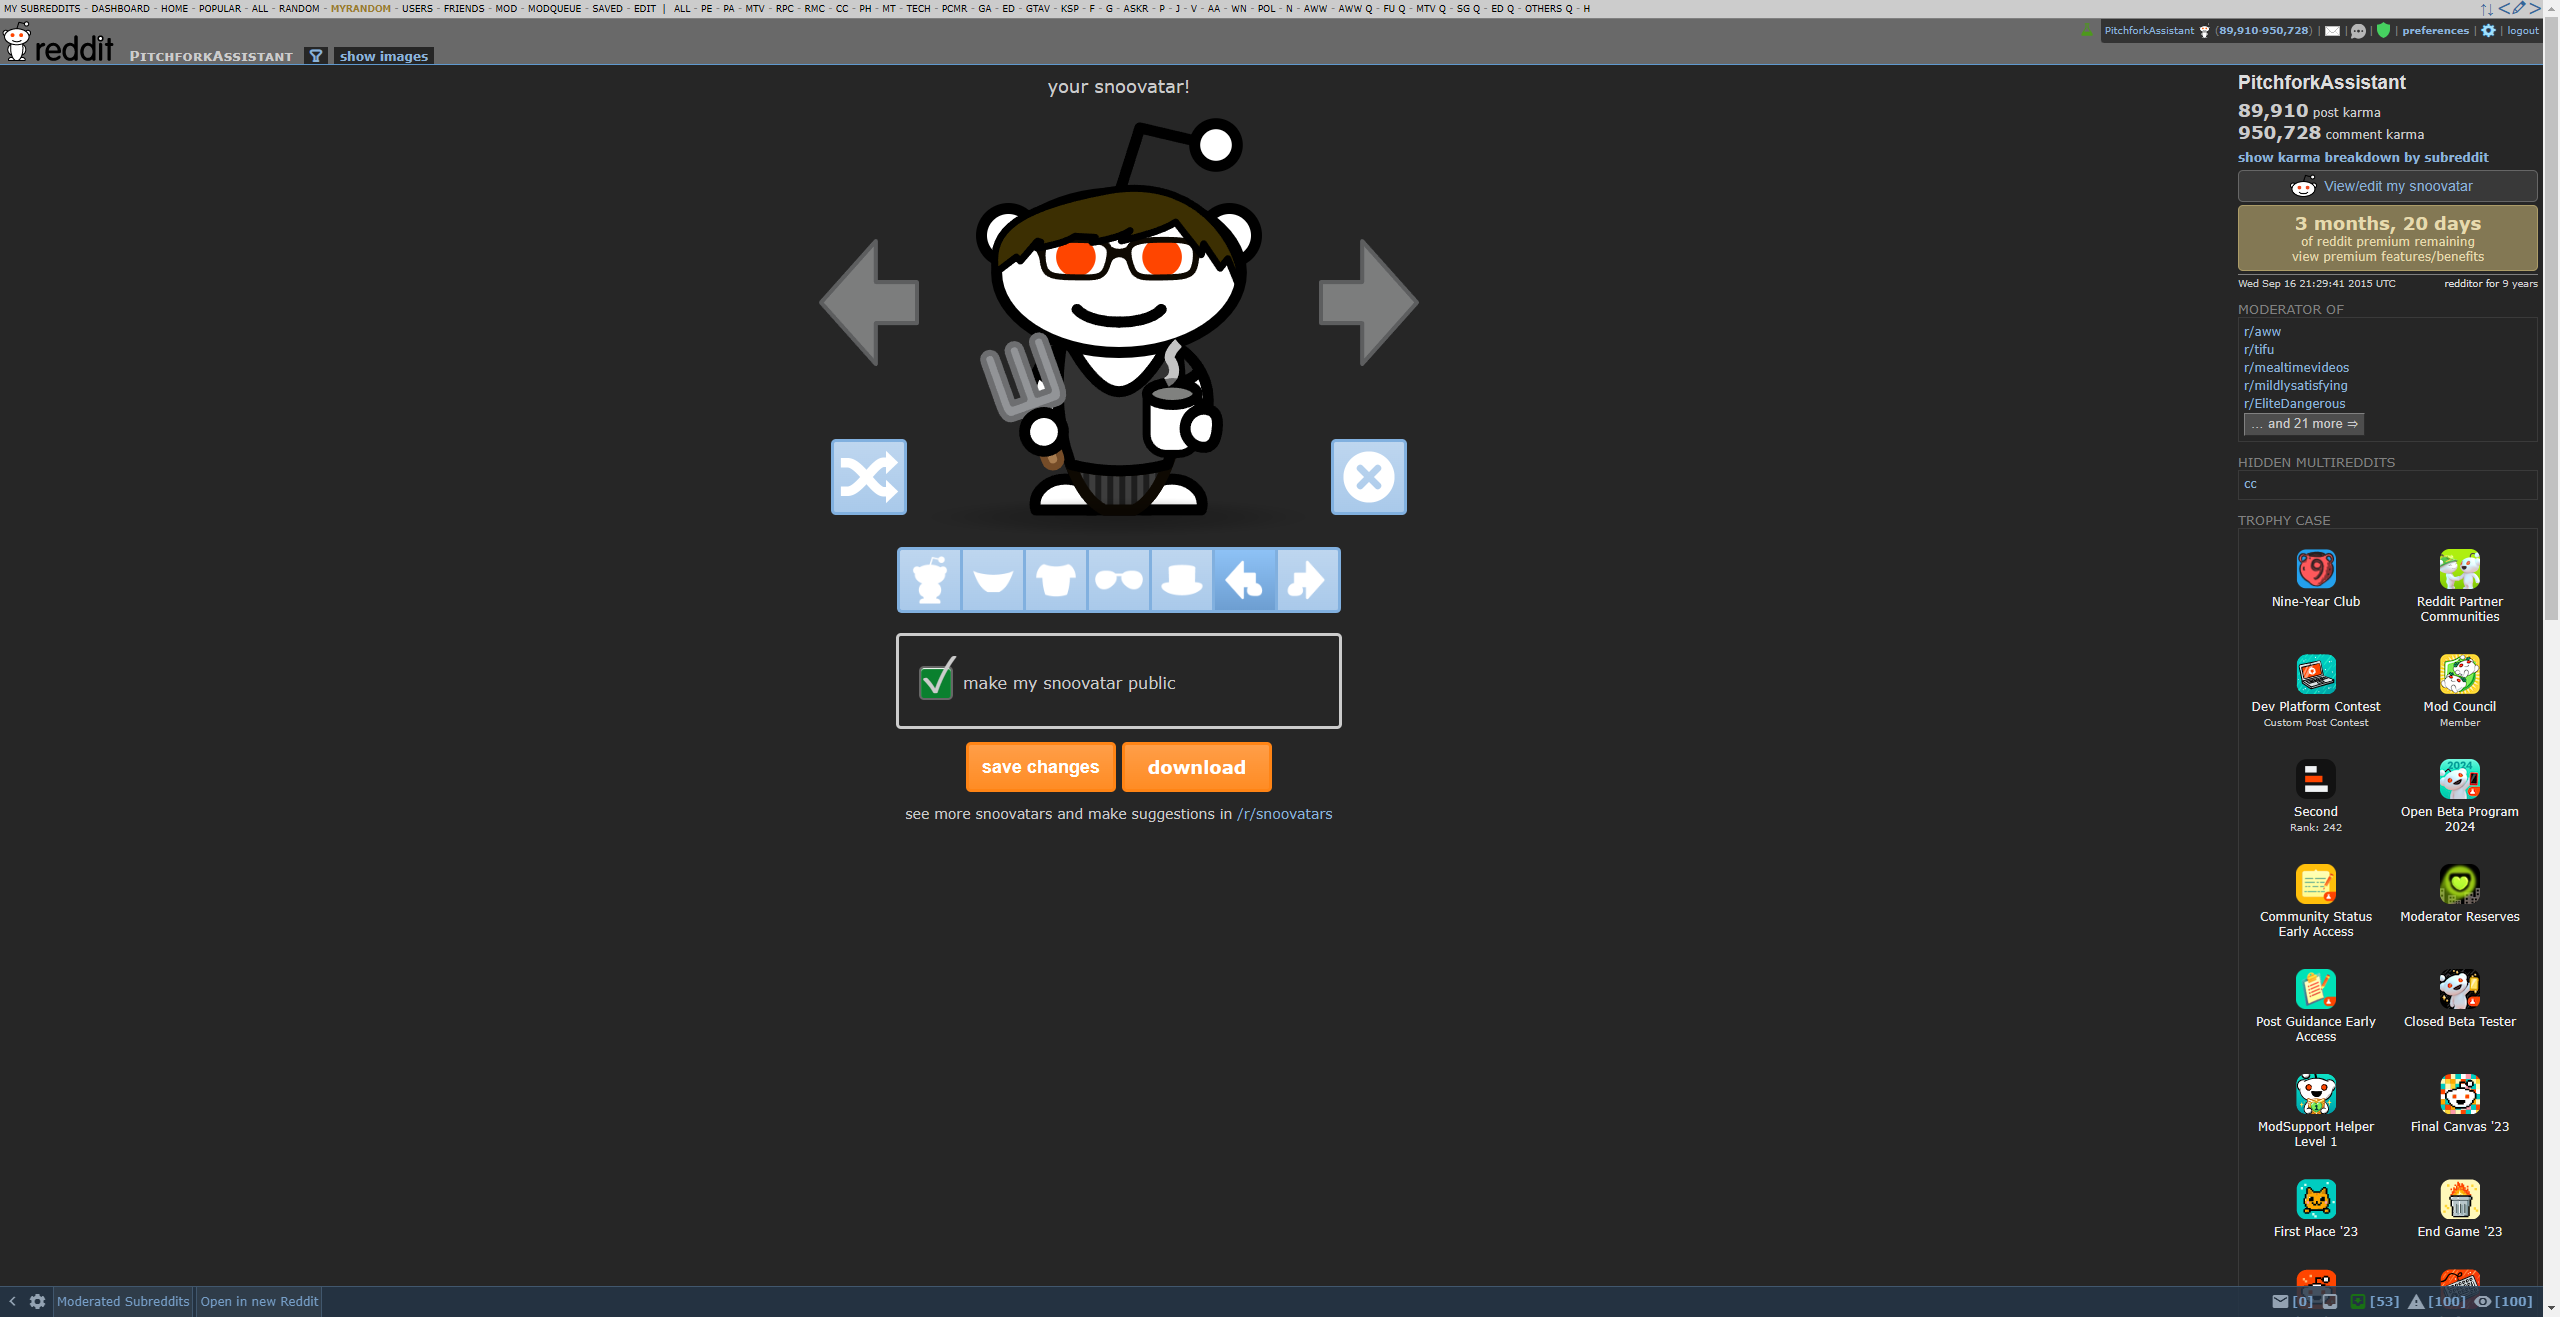 MY SUBREDDITS - DASHBOARD - HOME - POPULAR - ALL - RANDOM - MYRANDOM - USERS - FRIENDS - MOD - MODQUEUE - SAVED - EDIT | ALL - PE - PA - MTV - RPC - RMC - CC - PH - MT - TECH - PCMR - GA - ED - GTAV - KSP - F - G - ASKR - P - J - V - AA - WN - POL - N - AWW - AWW Q - FU Q - MTV Q - SG Q - ED Q - OTHERS Q - H
reddit PITCHFORKASSISTANT show images
PitchforkAssistant (89,910·950,728) | | | | preferences | | logout
your snoovatar!
make my snoovatar public
save changes download
see more snoovatars and make suggestions in /r/snoovatars
PitchforkAssistant
89,910 post karma
950,728 comment karma
show karma breakdown by subreddit
View/edit my snoovatar
3 months, 20 days
of reddit premium remaining
view premium features/benefits
Wed Sep 16 21:29:41 2015 UTC redditor for 9 years
MODERATOR OF
r/aww
r/tifu
r/mealtimevideos
r/mildlysatisfying
r/EliteDangerous
... and 21 more ⇒
HIDDEN MULTIREDDITS
cc
TROPHY CASE
9
Nine-Year Club
Reddit Partner
Communities
Dev Platform Contest
Custom Post Contest
Mod Council
Member
Second
Rank: 242
2024
Open Beta Program
2024
Community Status
Early Access
Moderator Reserves
Post Guidance Early
Access
Closed Beta Tester
1
ModSupport Helper
Level 1
Final Canvas '23
First Place '23
End Game '23
Moderated Subreddits Open in new Reddit
[0] [53] [100] [100]